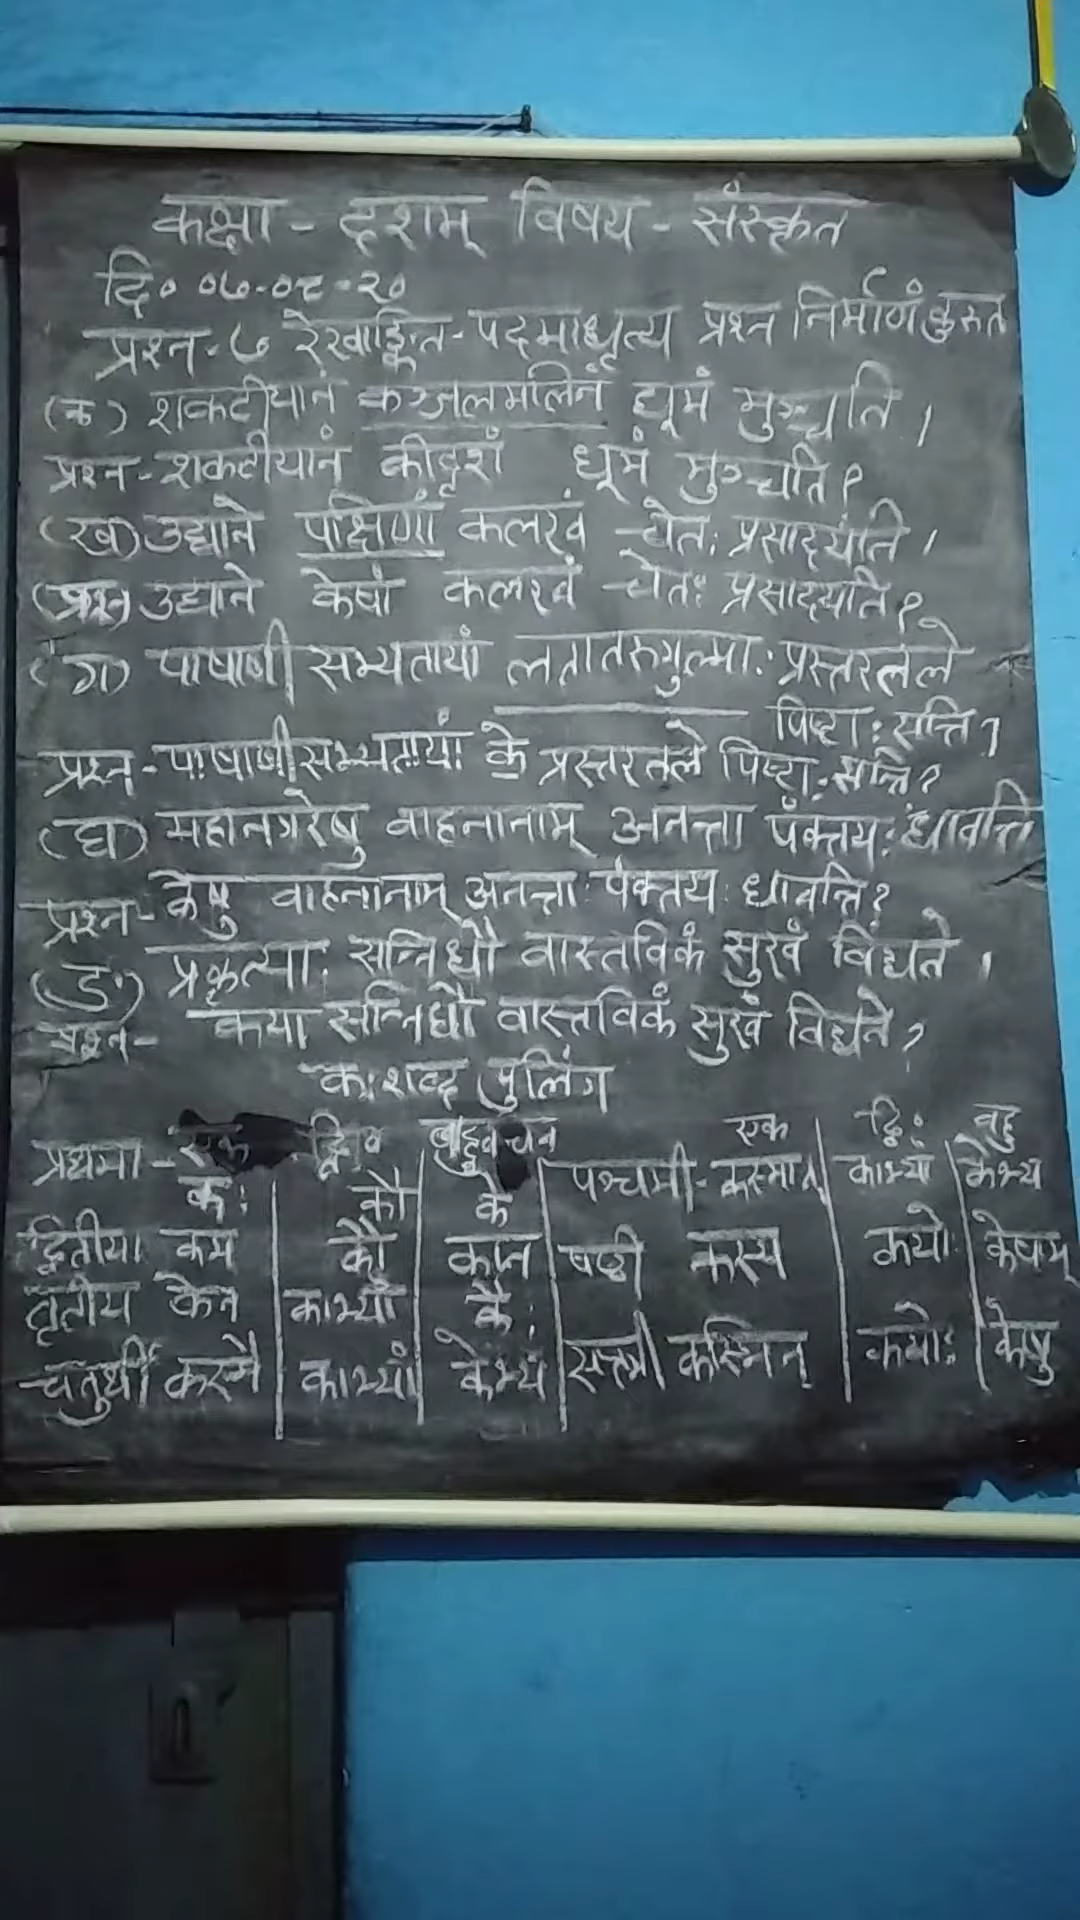 कक्षा - दशम् विषय - संस्कृत
दि० ०७-०८-२०
प्रश्न-७ रेखाङ्कित-पदमाधृत्य प्रश्न निर्माणं कुरुत
(क) शकटीयानं कज्जलमलिनं धूमं मुञ्चति ।
प्रश्न-शकटीयानं कीदृशं धूमं मुञ्चति?
(ख) उद्याने पक्षिणां कलरवं चेतः प्रसादयति ।
(प्रश्न) उद्याने केषां कलरवं चेतः प्रसादयति?
(ग) पाषाणी सभ्यतायां लतातरुगुल्माः प्रस्तरतले
पिष्टाः सन्ति ।
प्रश्न-पाषाणी सभ्यतायां के प्रस्तरतले पिष्टाः सन्ति?
(घ) महानगरेषु वाहनानाम् अनन्ता पंक्तयः धावन्ति
प्रश्न-केषु वाहनानाम् अनन्ताः पंक्तयः धावन्ति?
(ङ) प्रकृत्याः सन्निधौ वास्तविकं सुखं विद्यते ।
प्रश्न- कया सन्निधौ वास्तविकं सुखं विद्यते?
कः शब्द पुलिंग
प्रथमा - एक द्विव बहुवचन एक द्विः बहु
कः कौ के पञ्चमी- कस्मात् काभ्यां केभ्य
द्वितीया कम कौ कान षष्ठी कस्य कयोः केषाम्
तृतीय केन काभ्यां कैः
चतुर्थी कस्मै काभ्यां केभ्यं सप्तमी कस्मिन् कयोः केषु